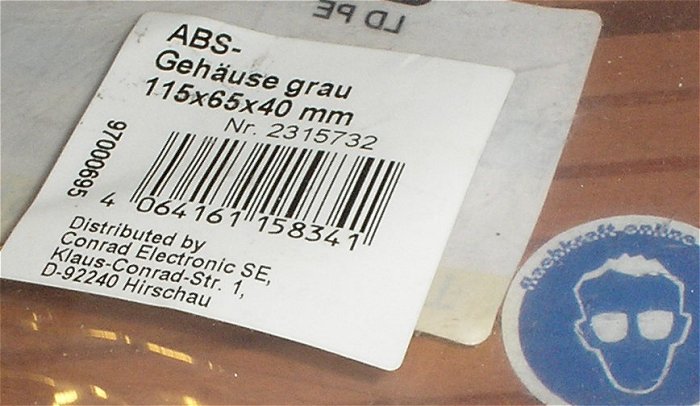 LD PE
ABS-
Gehäuse grau
115x65x40 mm
Nr. 2315732
97000695
4 064161 158341
Distributed by
Conrad Electronic SE,
Klaus-Conrad-Str. 1,
D-92240 Hirschau
fachkraft.online